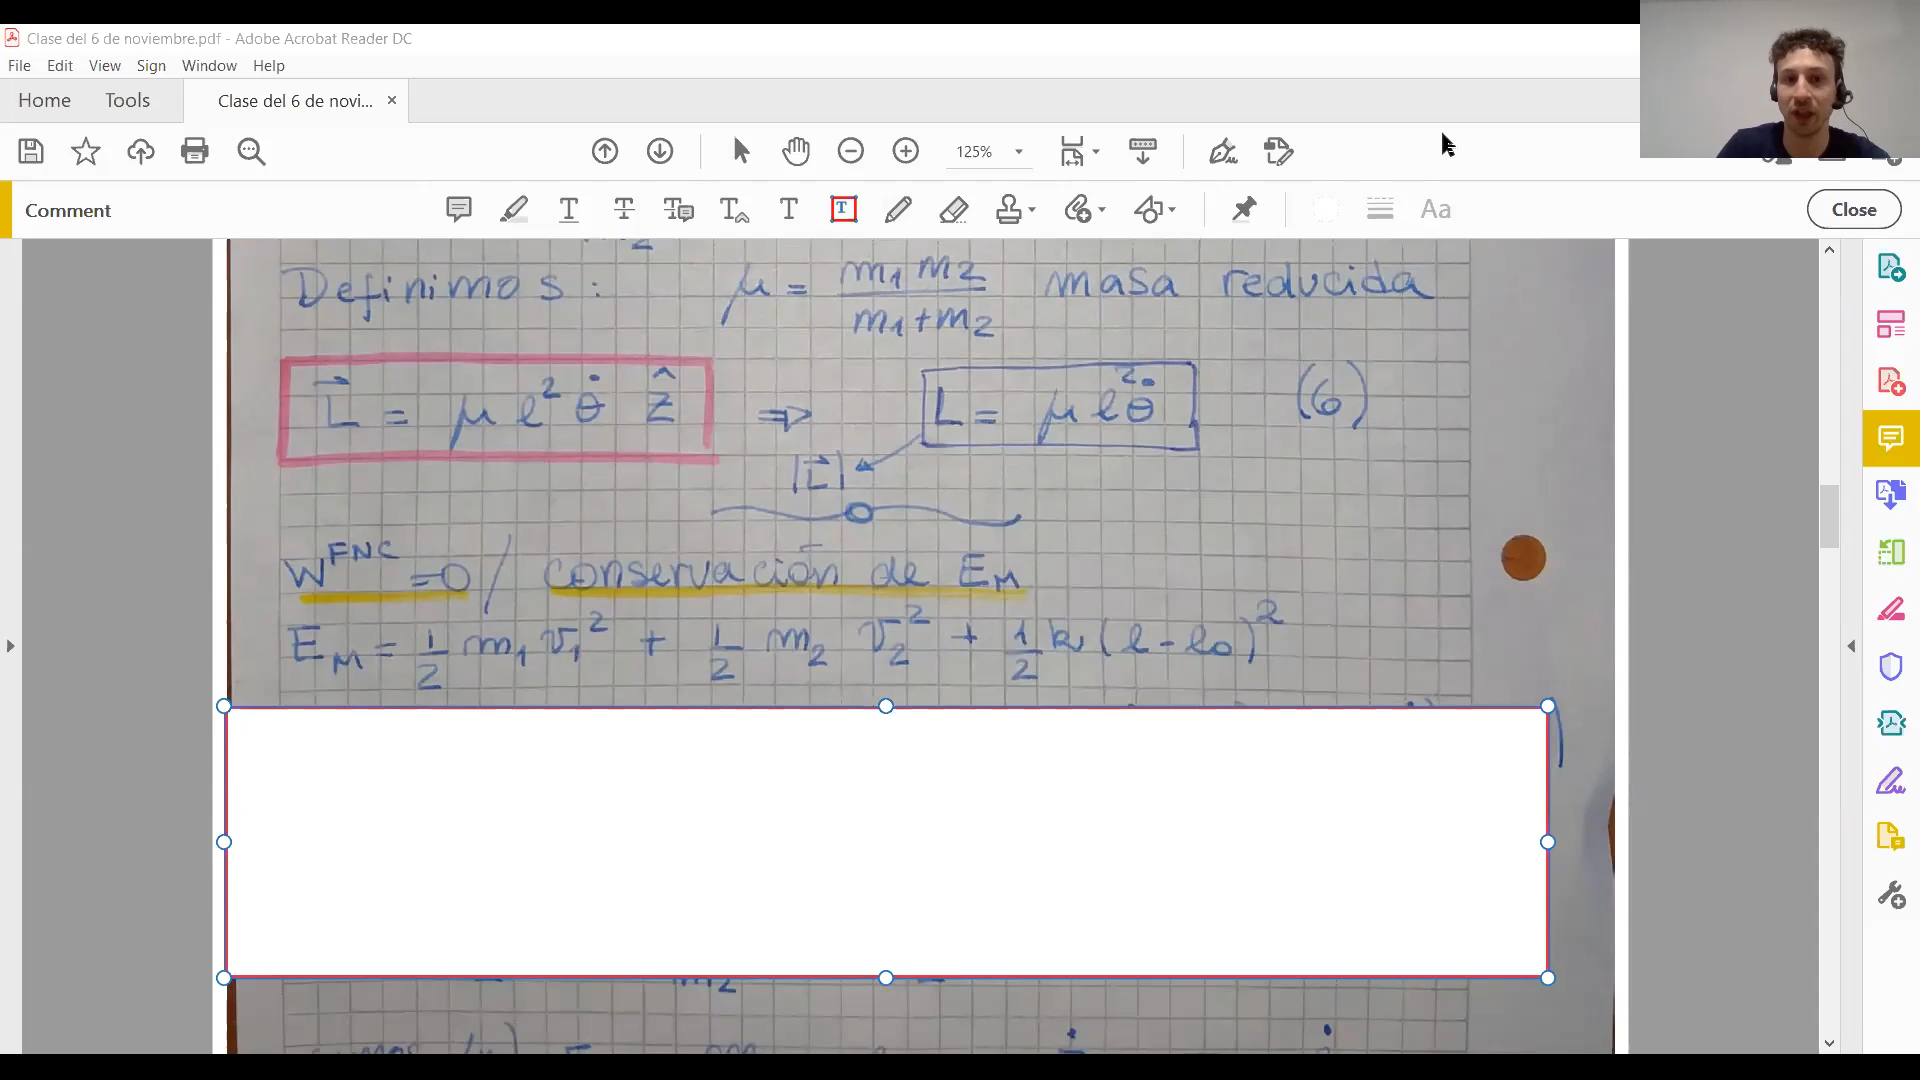 Clase del 6 de noviembre.pdf - Adobe Acrobat Reader DC
File Edit View Sign Window Help
Home Tools Clase del 6 de novi... ×
125%
Comment
Close
Definimos : μ = m₁ m₂ / m₁+m₂ masa reducida
L⃗ = μ l² θ̇ ẑ ⇒ L = μ l² θ̇ (6)
|L⃗|
W^FNC =0 / conservación de E_M
E_M = 1/2 m₁ v₁² + 1/2 m₂ v₂² + 1/2 k (l - l₀)²